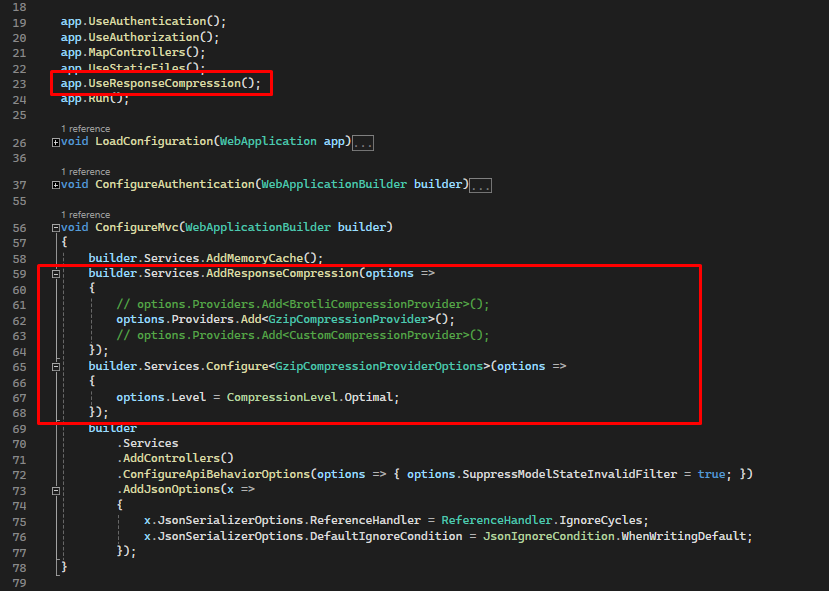 18
19 app.UseAuthentication();
20 app.UseAuthorization();
21 app.MapControllers();
22 app.UseStaticFiles();
23 app.UseResponseCompression();
24 app.Run();
25
1 reference
26 void LoadConfiguration(WebApplication app)...
36
1 reference
37 void ConfigureAuthentication(WebApplicationBuilder builder)...
55
1 reference
56 void ConfigureMvc(WebApplicationBuilder builder)
57 {
58 builder.Services.AddMemoryCache();
59 builder.Services.AddResponseCompression(options =>
60 {
61 // options.Providers.Add<BrotliCompressionProvider>();
62 options.Providers.Add<GzipCompressionProvider>();
63 // options.Providers.Add<CustomCompressionProvider>();
64 });
65 builder.Services.Configure<GzipCompressionProviderOptions>(options =>
66 {
67 options.Level = CompressionLevel.Optimal;
68 });
69 builder
70 .Services
71 .AddControllers()
72 .ConfigureApiBehaviorOptions(options => { options.SuppressModelStateInvalidFilter = true; })
73 .AddJsonOptions(x =>
74 {
75 x.JsonSerializerOptions.ReferenceHandler = ReferenceHandler.IgnoreCycles;
76 x.JsonSerializerOptions.DefaultIgnoreCondition = JsonIgnoreCondition.WhenWritingDefault;
77 });
78 }
79